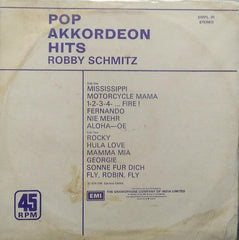 POP
AKKORDEON
HITS
ROBBY SCHMITZ
STEREO
MISSISSIPPI
MOTORCYCLE MAMA
1-2-3-4- ... FIRE !
FERNANDO
NIE MEHR
ALOHA—OE
ROCKY
HULA LOVE
MAMMA MIA
GEORGIE
SONNE FUR DICH
FLY, ROBIN, FLY
EMI
THE GRAMOPHONE COMPANY OF INDIA LIMITED
45
RPM